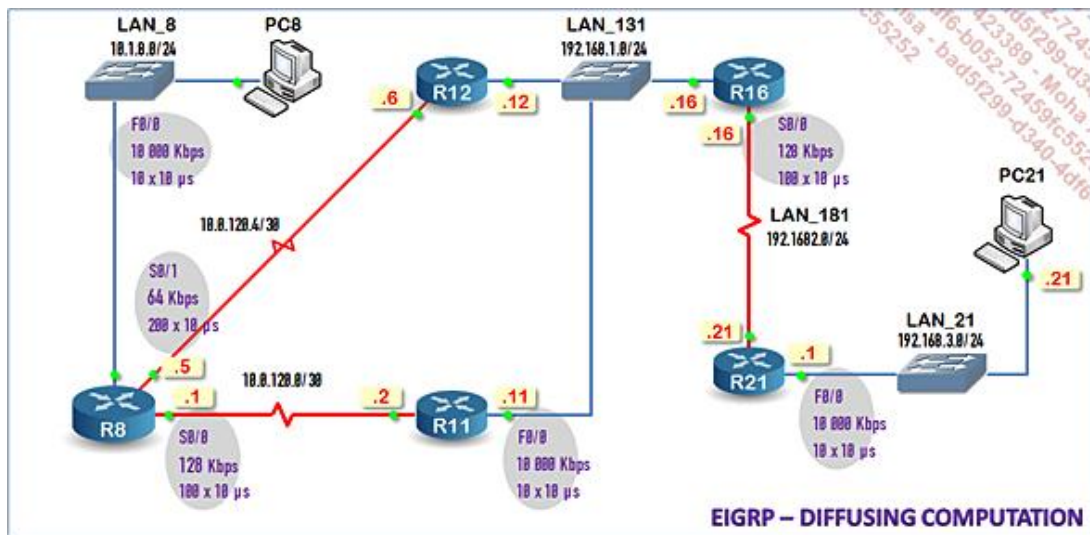 LAN_8
10.1.0.0/24
PC8
LAN_131
192.168.1.0/24
R12
.6
.12
.16
R16
.16
F0/0
10 000 Kbps
10 x 10 µs
S0/0
128 Kbps
100 x 10 µs
PC21
10.0.120.4/30
LAN_181
192.1682.0/24
S0/1
64 Kbps
200 x 10 µs
.21
.21
LAN_21
192.168.3.0/24
.5
10.0.120.0/30
.1
.2
.11
.1
R8
R11
R21
S0/0
128 Kbps
100 x 10 µs
F0/0
10 000 Kbps
10 x 10 µs
F0/0
10 000 Kbps
10 x 10 µs
EIGRP – DIFFUSING COMPUTATION